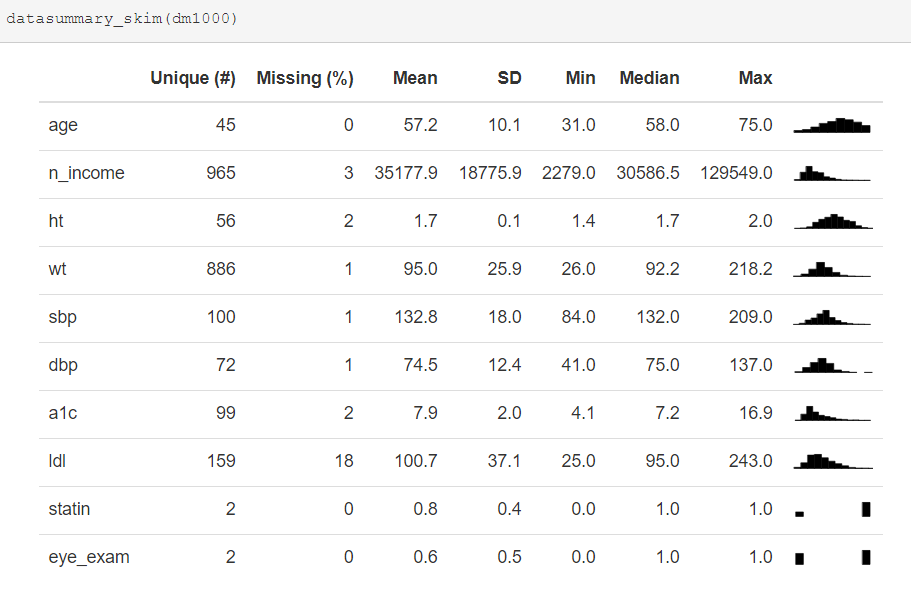 datasummary_skim(dm1000)
Unique (#) Missing (%) Mean SD Min Median Max
age 45 0 57.2 10.1 31.0 58.0 75.0
n_income 965 3 35177.9 18775.9 2279.0 30586.5 129549.0
ht 56 2 1.7 0.1 1.4 1.7 2.0
wt 886 1 95.0 25.9 26.0 92.2 218.2
sbp 100 1 132.8 18.0 84.0 132.0 209.0
dbp 72 1 74.5 12.4 41.0 75.0 137.0
a1c 99 2 7.9 2.0 4.1 7.2 16.9
ldl 159 18 100.7 37.1 25.0 95.0 243.0
statin 2 0 0.8 0.4 0.0 1.0 1.0
eye_exam 2 0 0.6 0.5 0.0 1.0 1.0